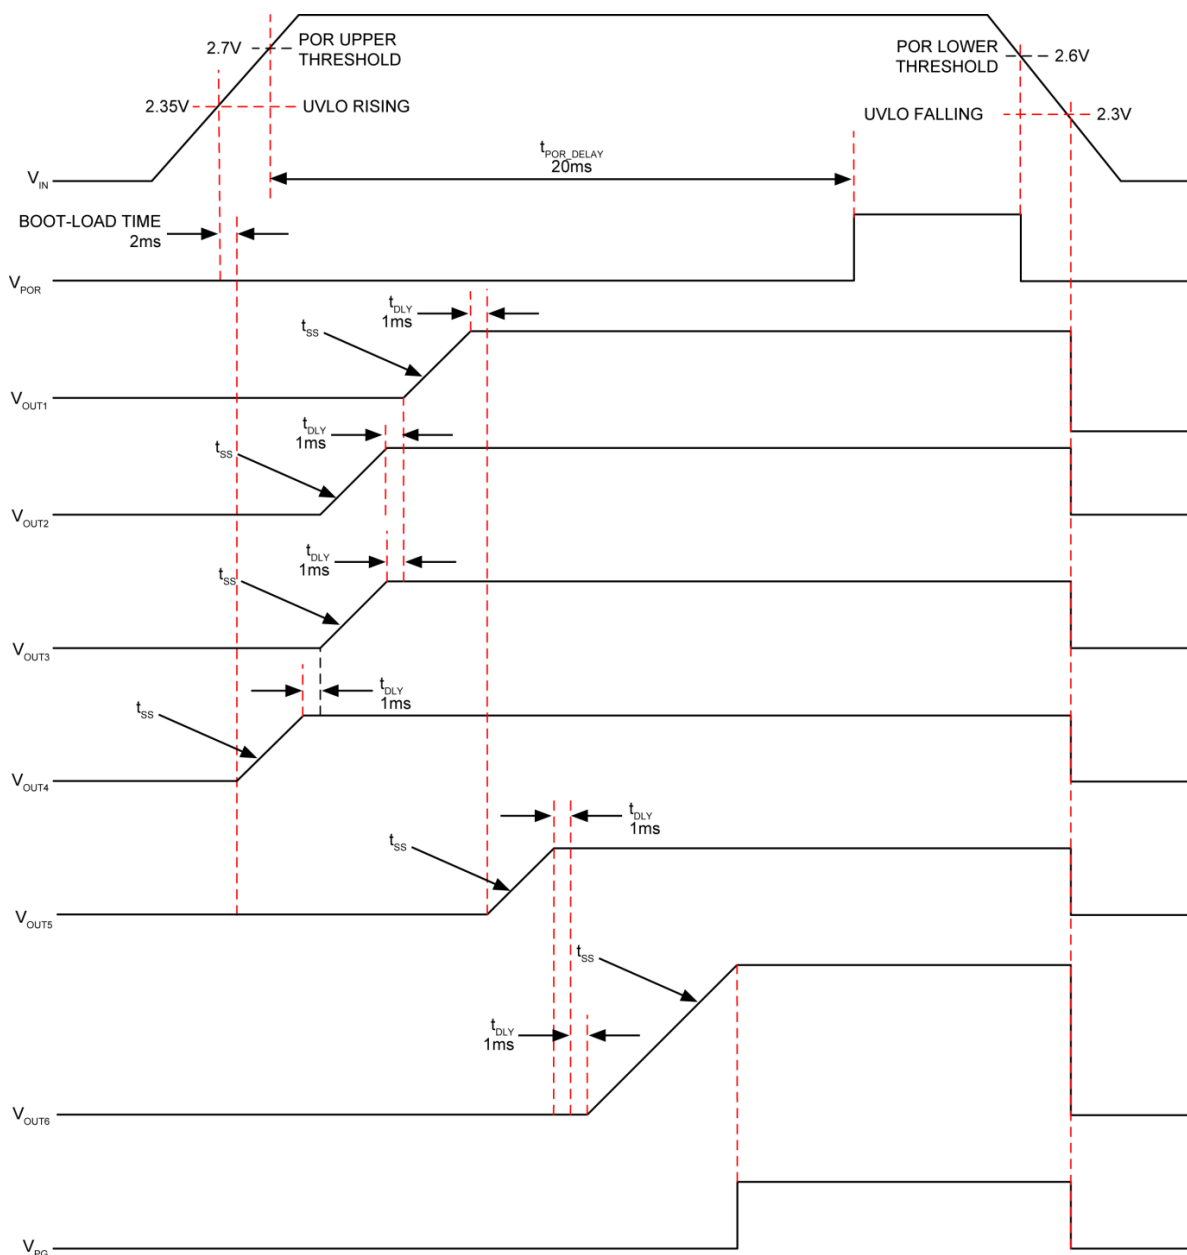 2.7V
POR UPPER
THRESHOLD
POR LOWER
THRESHOLD
2.6V
2.35V
UVLO RISING
UVLO FALLING
2.3V
tPOR_DELAY
20ms
VIN
BOOT-LOAD TIME
2ms
VPOR
tDLY
1ms
tSS
VOUT1
tDLY
1ms
tSS
VOUT2
tDLY
1ms
tSS
VOUT3
tDLY
1ms
tSS
VOUT4
tDLY
1ms
tSS
VOUT5
tSS
tDLY
1ms
VOUT6
VPG